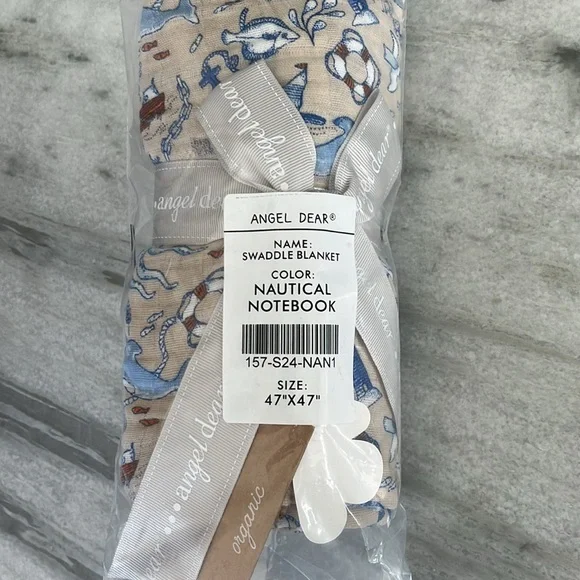 angel dear
angel dear
angel dear
ANGEL DEAR®
NAME:
SWADDLE BLANKET
COLOR:
NAUTICAL
NOTEBOOK
157-S24-NAN1
SIZE:
47"X47"
angel dear
organic
dear